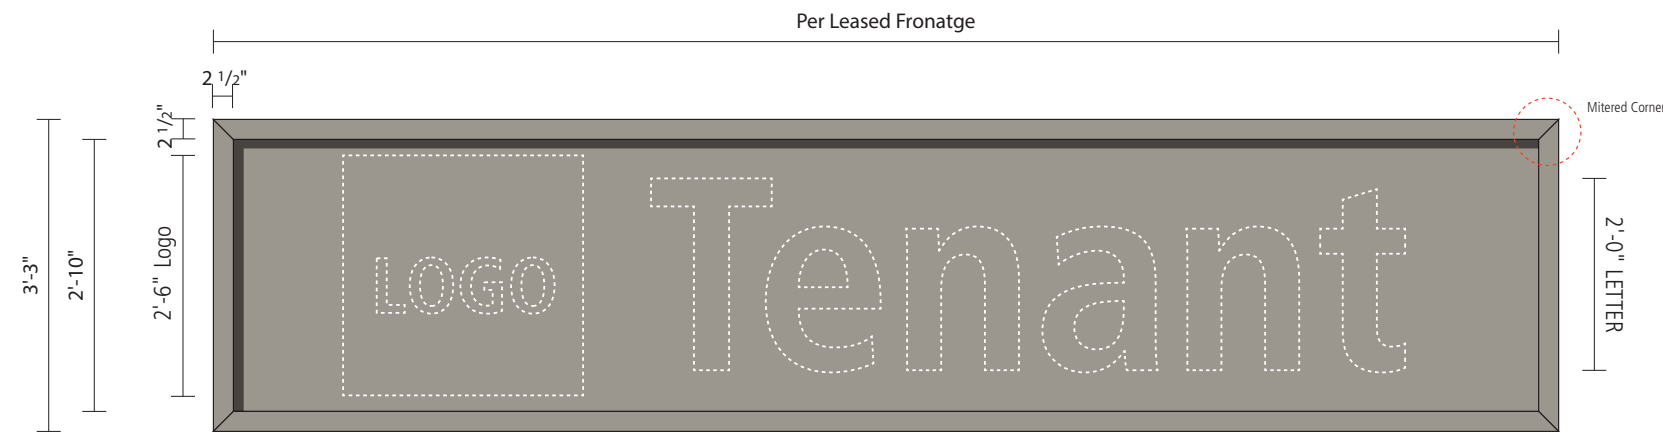 Per Leased Fronatge
2 1/2"
2 1/2"
Mitered Corner
3'-3"
2'-10"
2'-6" Logo
LOGO
Tenant
2'-0" LETTER